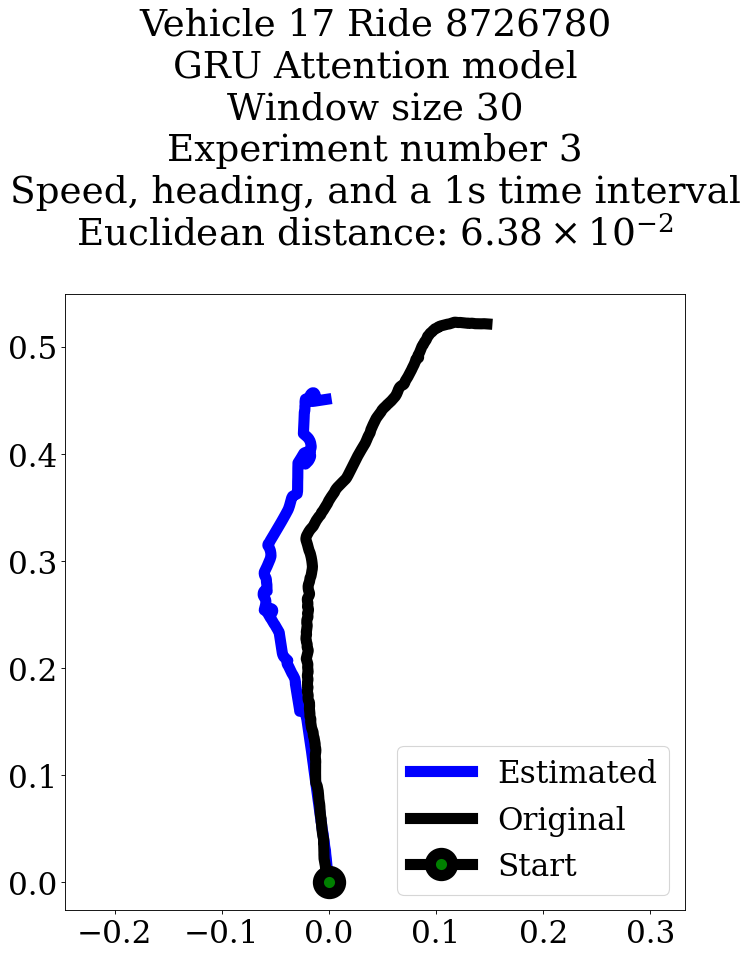 Vehicle 17 Ride 8726780
GRU Attention model
Window size 30
Experiment number 3
Speed, heading, and a 1s time interval
Euclidean distance: 6.38 × 10⁻²
0.5
0.4
0.3
0.2
0.1
0.0
Estimated
Original
Start
−0.2 −0.1 0.0 0.1 0.2 0.3